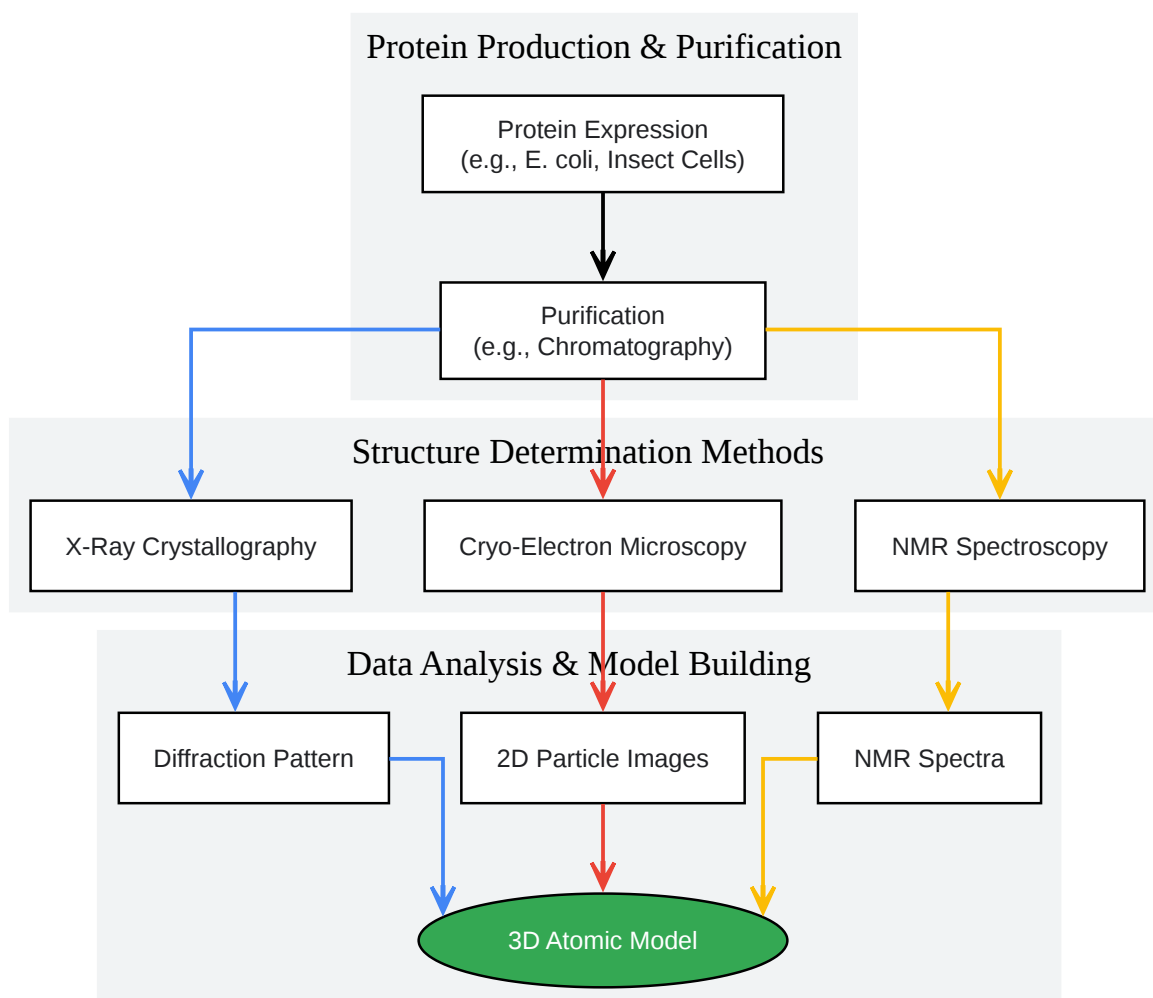 Protein Production & Purification
Protein Expression
(e.g., E. coli, Insect Cells)
Purification
(e.g., Chromatography)
Structure Determination Methods
X-Ray Crystallography
Cryo-Electron Microscopy
NMR Spectroscopy
Data Analysis & Model Building
Diffraction Pattern
2D Particle Images
NMR Spectra
3D Atomic Model